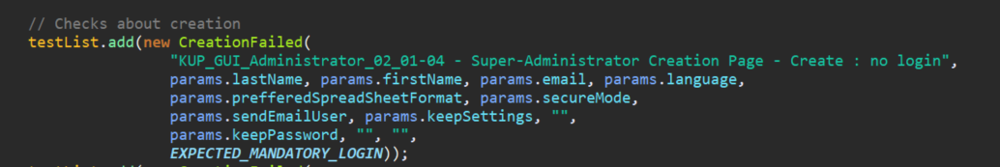 // Checks about creation
testList.add(new CreationFailed(
"KUP_GUI_Administrator_02_01-04 - Super-Administrator Creation Page - Create : no login",
params.lastName, params.firstName, params.email, params.language,
params.prefferedSpreadSheetFormat, params.secureMode,
params.sendEmailUser, params.keepSettings, "",
params.keepPassword, "", "",
EXPECTED_MANDATORY_LOGIN));